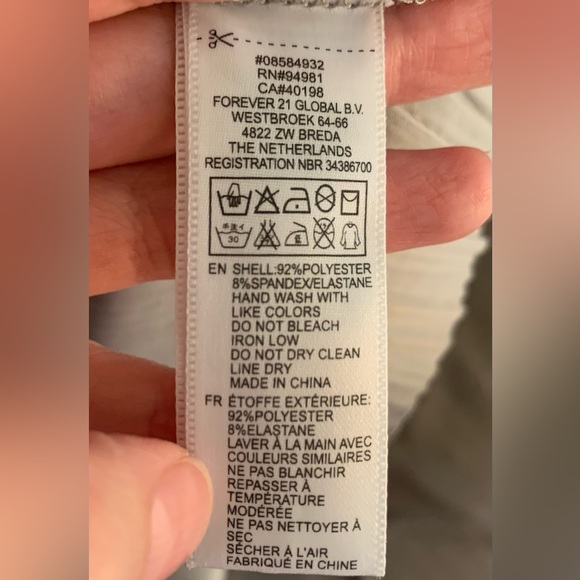 #08584932
RN#94981
CA#40198
FOREVER 21 GLOBAL B.V.
WESTBROEK 64-66
4822 ZW BREDA
THE NETHERLANDS
REGISTRATION NBR 34386700
手洗イ
30
EN SHELL:92%POLYESTER
8%SPANDEX/ELASTANE
HAND WASH WITH
LIKE COLORS
DO NOT BLEACH
IRON LOW
DO NOT DRY CLEAN
LINE DRY
MADE IN CHINA
FR ÉTOFFE EXTÉRIEURE:
92%POLYESTER
8%ELASTANE
LAVER À LA MAIN AVEC
COULEURS SIMILAIRES
NE PAS BLANCHIR
REPASSER À
TEMPÉRATURE
MODÉRÉE
NE PAS NETTOYER À
SEC
SÉCHER À L'AIR
FABRIQUÉ EN CHINE